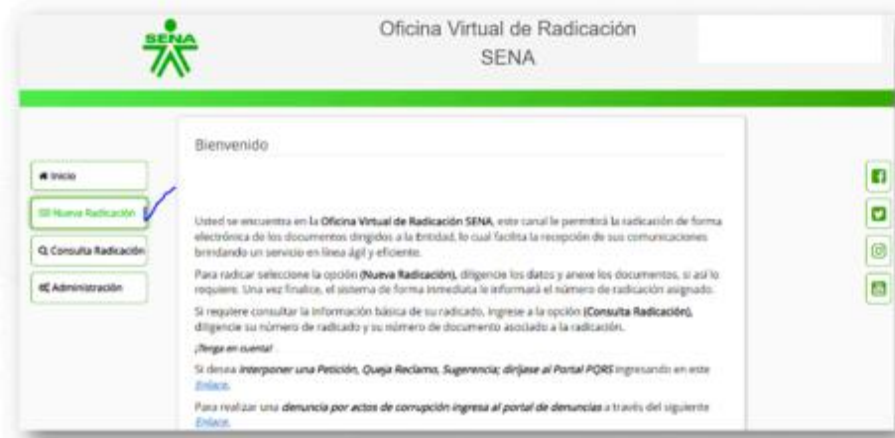 SENA
Oficina Virtual de Radicación
SENA
Bienvenido
Inicio
Nueva Radicación
Consulta Radicación
Administración
Usted se encuentra en la Oficina Virtual de Radicación SENA, este canal le permitirá la radicación de forma
electrónica de los documentos dirigidos a la Entidad, lo cual facilita la recepción de sus comunicaciones
brindando un servicio en línea ágil y eficiente.
Para radicar seleccione la opción (Nueva Radicación), diligencie los datos y anexe los documentos, si así lo
requiere. Una vez finalice, el sistema de forma inmediata le informará el número de radicación asignado.
Si requiere consultar la información básica de su radicado, ingrese a la opción (Consulta Radicación),
diligencie su número de radicado y su número de documento asociado a la radicación.
¡Tenga en cuenta!
Si desea interponer una Petición, Queja Reclamo, Sugerencia; diríjase al Portal PQRS ingresando en este
Enlace.
Para realizar una denuncia por actos de corrupción ingresa al portal de denuncias a través del siguiente
Enlace.